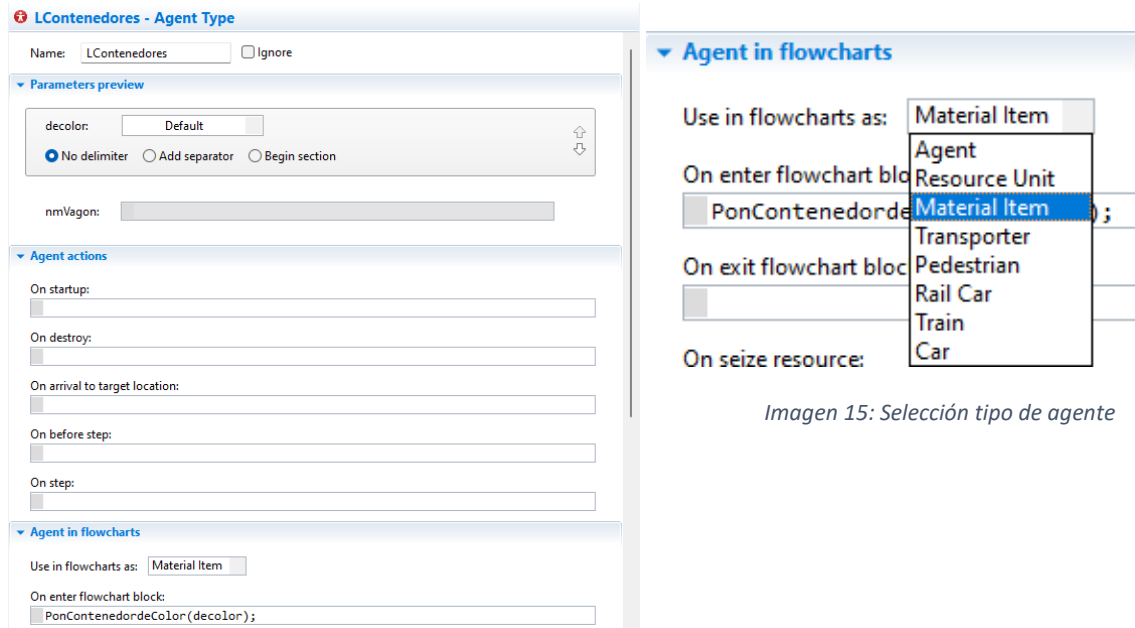 LContenedores - Agent Type
Name: LContenedores Ignore
Parameters preview
decolor: Default
No delimiter Add separator Begin section
nmVagon:
Agent actions
On startup:
On destroy:
On arrival to target location:
On before step:
On step:
Agent in flowcharts
Use in flowcharts as: Material Item
On enter flowchart block:
PonContenedordeColor(decolor);
Agent in flowcharts
Use in flowcharts as: Material Item
Agent
On enter flowchart blo Resource Unit
PonContenedorde Material Item );
Transporter
On exit flowchart bloc Pedestrian
Rail Car
Train
On seize resource: Car
Imagen 15: Selección tipo de agente